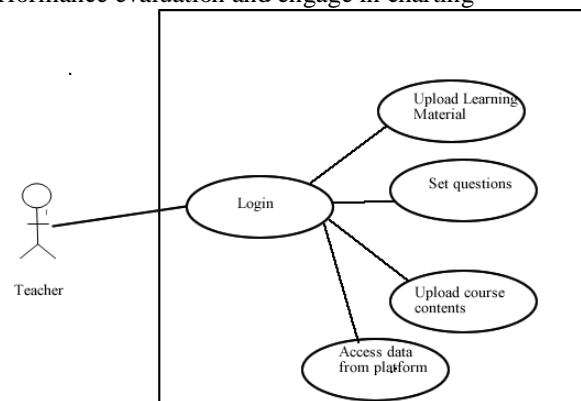 rformance evaluation and engage in charting
Upload Learning
Material
Set questions
Login
Teacher
Upload course
contents
Access data
from platform